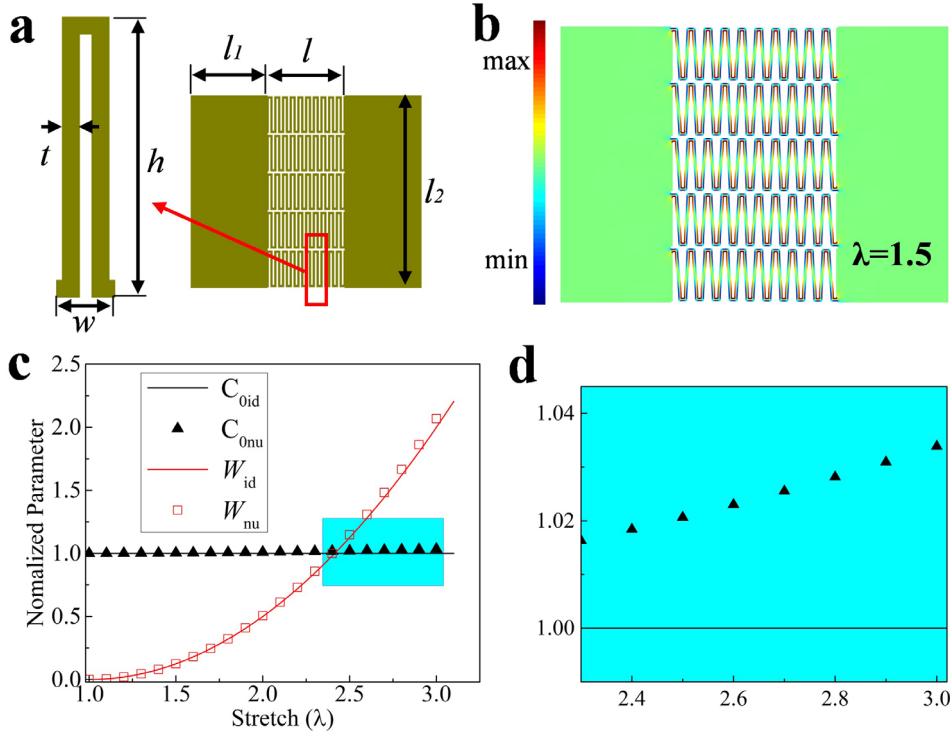 a
l1
l
t
h
l2
w
b
max
min
λ=1.5
c
2.5
2.0
1.5
1.0
0.5
0.0
Nomalized Parameter
C0id
C0nu
Wid
Wnu
1.0
1.5
2.0
2.5
3.0
Stretch (λ)
d
1.04
1.02
1.00
2.4
2.6
2.8
3.0